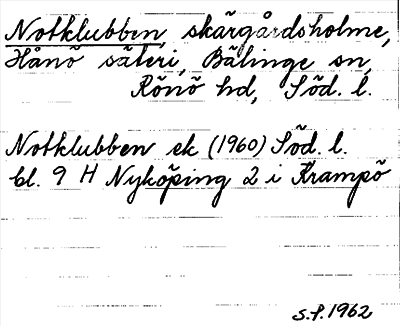 Notklubben, skärgårdsholme,
Hånö säteri, Bälinge sn,
Rönö hd, Söd. l.
Notklubben ek (1960) Söd. l.
bl. 9 H Nyköping 2 i Krampö
S.P. 1962